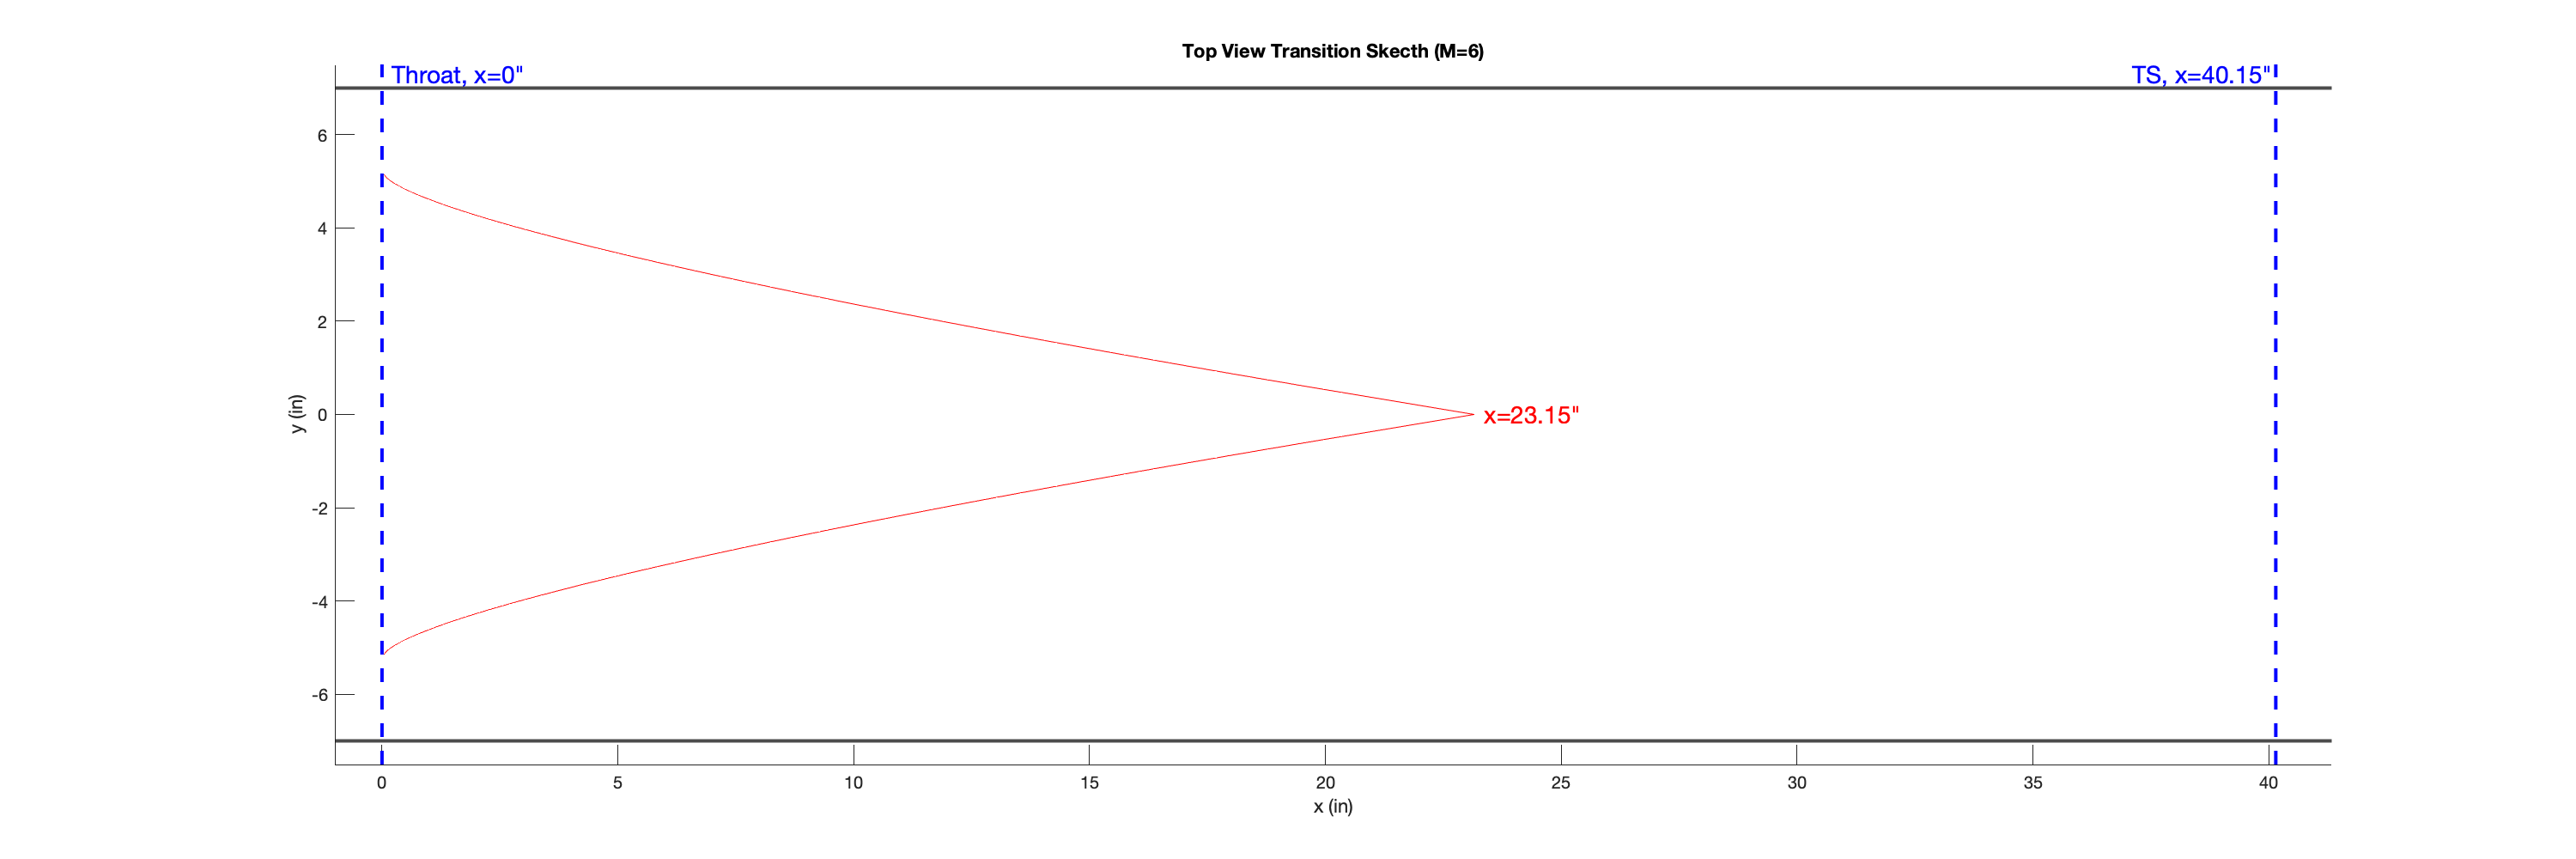 Top View Transition Skecth (M=6)
Throat, x=0"
TS, x=40.15"
6
4
2
0
-2
-4
-6
y (in)
x=23.15"
0
5
10
15
20
25
30
35
40
x (in)